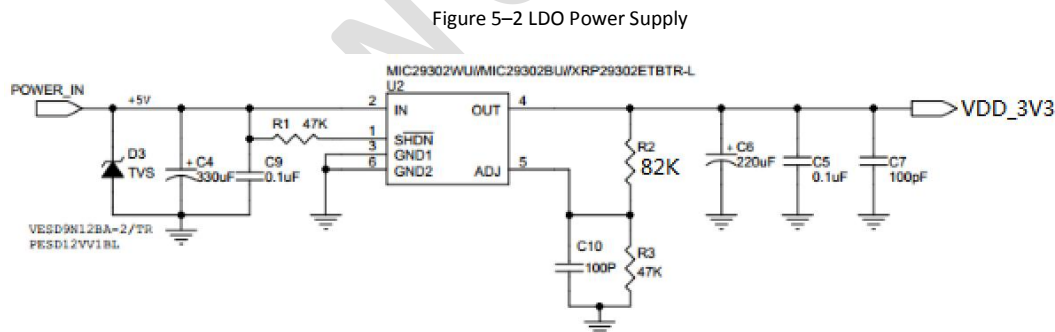 Figure 5–2 LDO Power Supply
MIC29302WU//MIC29302BU//XRP29302ETBTR-L
U2
POWER_IN
+5V
2
IN
OUT
4
VDD_3V3
R1 47K
1
SHDN
3
GND1
6
GND2
ADJ
5
D3
TVS
+ C4
330uF
C9
0.1uF
R2
82K
+ C6
220uF
C5
0.1uF
C7
100pF
VESD9N12BA-2/TR
PESD12VV1BL
C10
100P
R3
47K